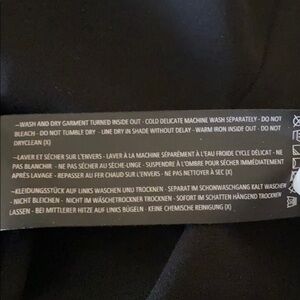 —WASH AND DRY GARMENT TURNED INSIDE OUT - COLD DELICATE MACHINE WASH SEPARATELY - DO NOT
BLEACH - DO NOT TUMBLE DRY - LINE DRY IN SHADE WITHOUT DELAY - WARM IRON INSIDE OUT - DO NOT
DRYCLEAN (X)
—LAVER ET SÉCHER SUR L'ENVERS - LAVER À LA MACHINE SÉPARÉMENT À L'EAU FROIDE CYCLE DÉLICAT - NE
PAS BLANCHIR - NE PAS SÉCHER AU SÈCHE-LINGE - SUSPENDRE À L'OMBRE POUR SÉCHER IMMÉDIATEMENT
APRÈS LAVAGE - REPASSER AU FER CHAUD SUR L'ENVERS - NE PAS NETTOYER À SEC (X)
—KLEIDUNGSSTÜCK AUF LINKS WASCHEN UND TROCKNEN - SEPARAT IM SCHONWASCHGANG KALT WASCHEN
- NICHT BLEICHEN - NICHT IM WÄSCHETROCKNER TROCKNEN - SOFORT IM SCHATTEN HÄNGEND TROCKNEN
LASSEN - BEI MITTLERER HITZE AUF LINKS BÜGELN - KEINE CHEMISCHE REINIGUNG (X)